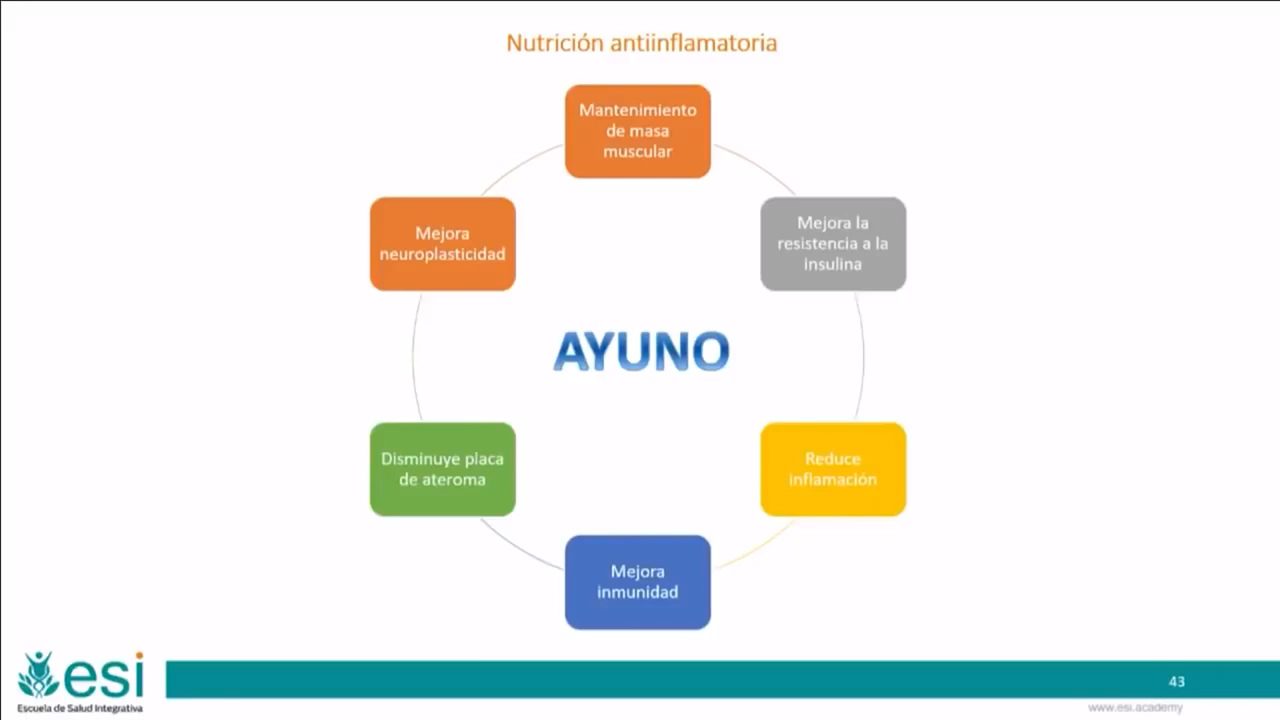 Nutrición antiinflamatoria
Mantenimiento
de masa
muscular
Mejora la
resistencia a la
insulina
Reduce
inflamación
Mejora
inmunidad
Disminuye placa
de ateroma
Mejora
neuroplasticidad
AYUNO
esi
Escuela de Salud Integrativa
43
www.esi.academy